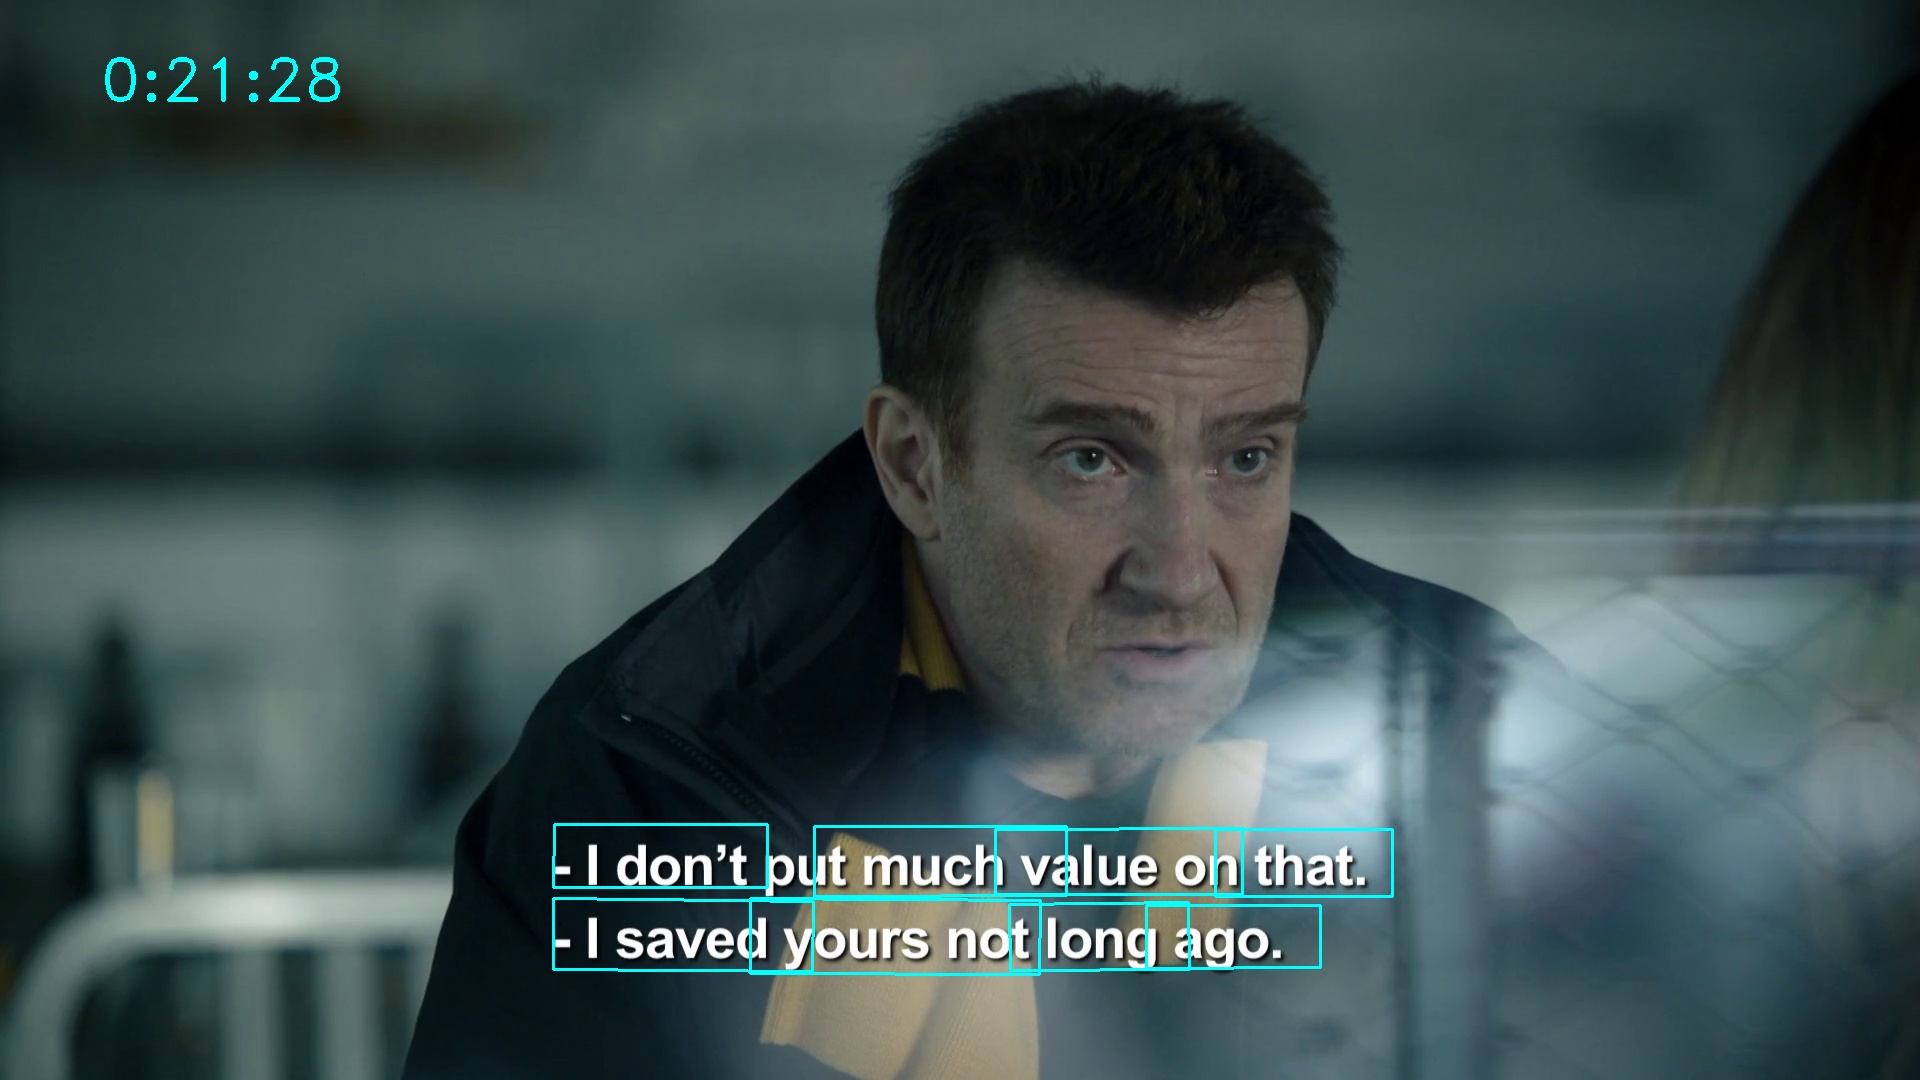 0:21:28
- I don’t put much value on that.
- I saved yours not long ago.